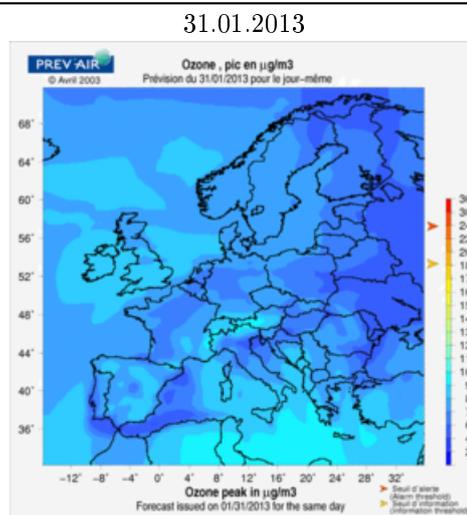 31.01.2013
PREV'AIR
© Avril 2003
Ozone , pic en µg/m3
Prévision du 31/01/2013 pour le jour-même
68°
64°
60°
56°
52°
48°
44°
40°
36°
-12° -8° -4° 0° 4° 8° 12° 16° 20° 24° 28° 32°
Seuil d'alerte
(Alarm threshold)
Seuil d'information
(Information threshold)
Ozone peak in µg/m3
Forecast issued on 01/31/2013 for the same day